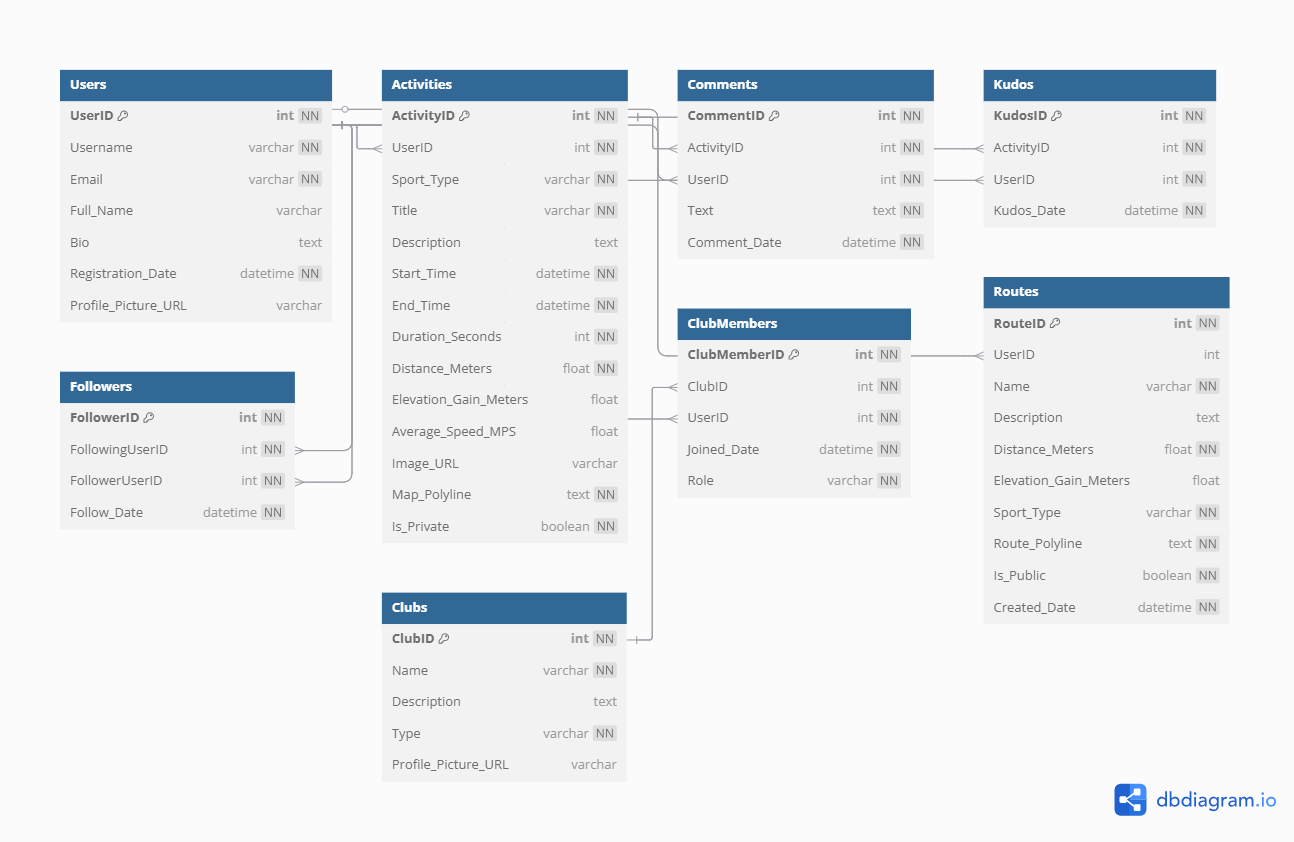 Users
UserID int NN
Username varchar NN
Email varchar NN
Full_Name varchar
Bio text
Registration_Date datetime NN
Profile_Picture_URL varchar
Followers
FollowerID int NN
FollowingUserID int NN
FollowerUserID int NN
Follow_Date datetime NN
Activities
ActivityID int NN
UserID int NN
Sport_Type varchar NN
Title varchar NN
Description text
Start_Time datetime NN
End_Time datetime NN
Duration_Seconds int NN
Distance_Meters float NN
Elevation_Gain_Meters float
Average_Speed_MPS float
Image_URL varchar
Map_Polyline text NN
Is_Private boolean NN
Clubs
ClubID int NN
Name varchar NN
Description text
Type varchar NN
Profile_Picture_URL varchar
Comments
CommentID int NN
ActivityID int NN
UserID int NN
Text text NN
Comment_Date datetime NN
ClubMembers
ClubMemberID int NN
ClubID int NN
UserID int NN
Joined_Date datetime NN
Role varchar NN
Kudos
KudosID int NN
ActivityID int NN
UserID int NN
Kudos_Date datetime NN
Routes
RouteID int NN
UserID int
Name varchar NN
Description text
Distance_Meters float NN
Elevation_Gain_Meters float
Sport_Type varchar NN
Route_Polyline text NN
Is_Public boolean NN
Created_Date datetime NN
dbdiagram.io